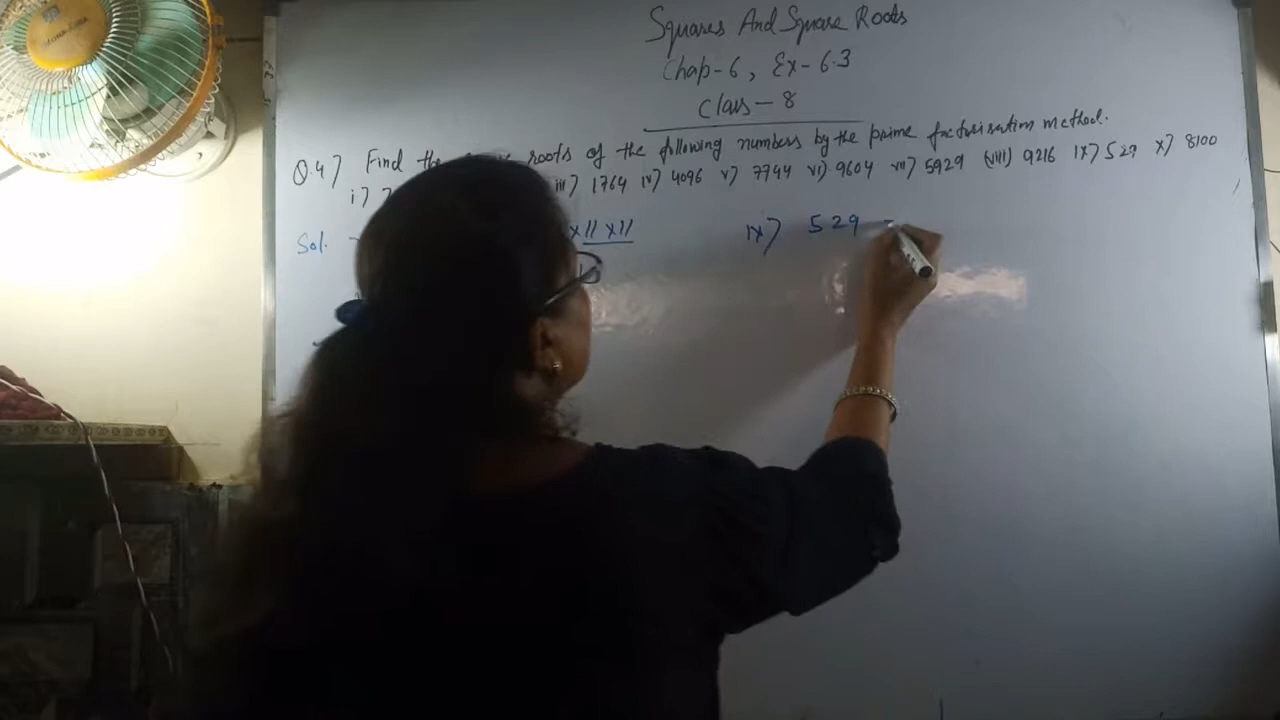 Squares And Square Roots
Chap-6, Ex-6.3
Class-8
Q.4) Find the roots of the following numbers by the prime factorisation method.
i) iii) 1764 iv) 4096 v) 7744 vi) 9604 vii) 5929 (viii) 9216 ix) 529 x) 8100
Sol. x11 x11 ix) 529